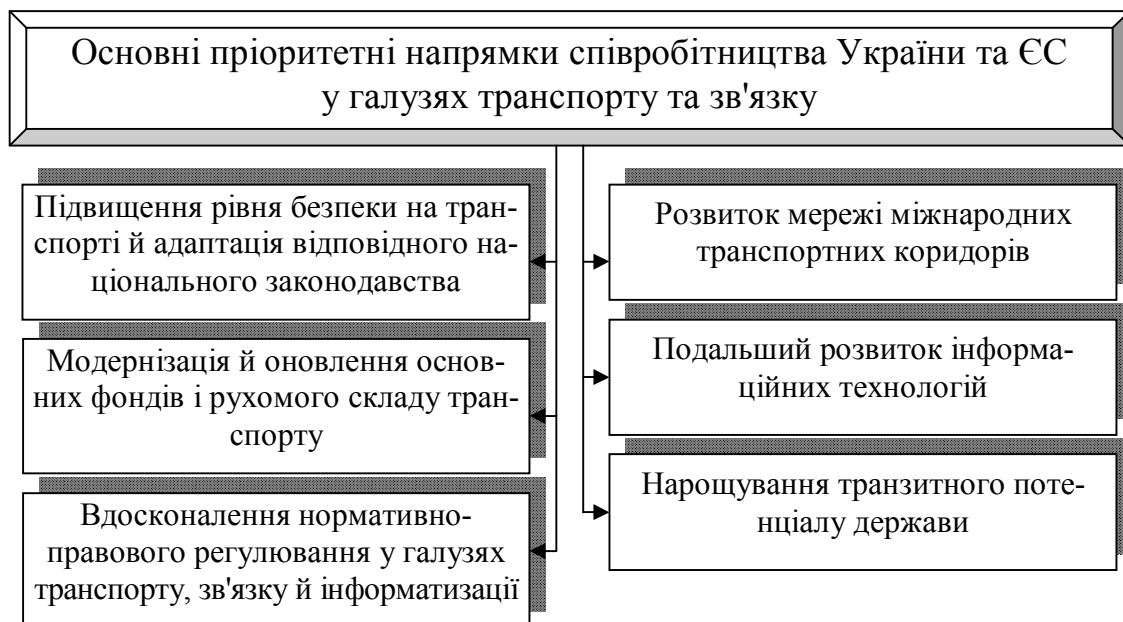 Основні пріоритетні напрямки співробітництва України та ЄС
у галузях транспорту та зв'язку
Підвищення рівня безпеки на тран-
спорті й адаптація відповідного на-
ціонального законодавства
Модернізація й оновлення основ-
них фондів і рухомого складу тран-
спорту
Вдосконалення нормативно-
правового регулювання у галузях
транспорту, зв'язку й інформатизації
Розвиток мережі міжнародних
транспортних коридорів
Подальший розвиток інформа-
ційних технологій
Нарощування транзитного потен-
ціалу держави